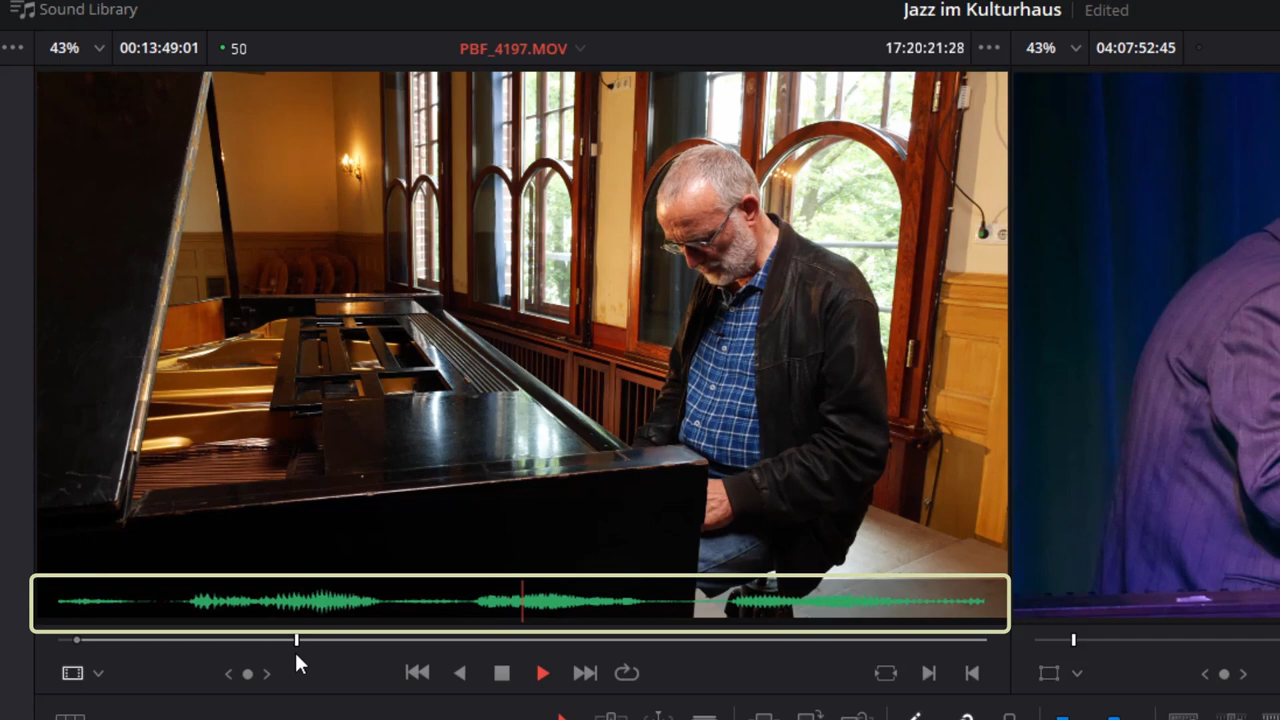 Sound Library
Jazz im Kulturhaus
Edited
43%
00:13:49:01
50
PBF_4197.MOV
17:20:21:28
43%
04:07:52:45